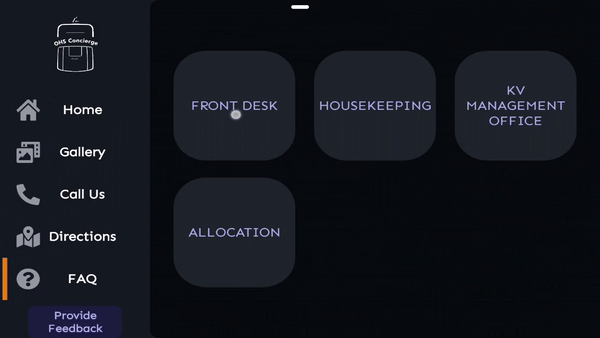 OHS Concierge
Home
Gallery
Call Us
Directions
FAQ
Provide
Feedback
FRONT DESK
HOUSEKEEPING
KV
MANAGEMENT
OFFICE
ALLOCATION